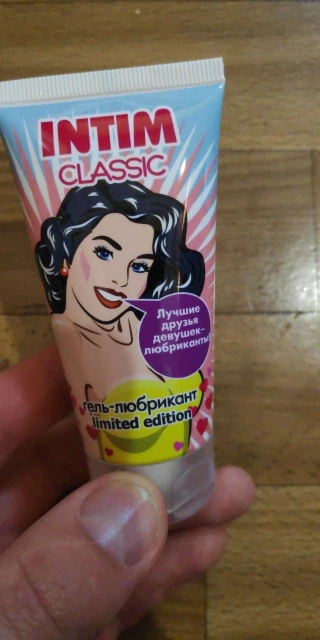 INTIM
CLASSIC
Лучшие
друзья
девушек-
любриканты
гель-любрикант
limited edition